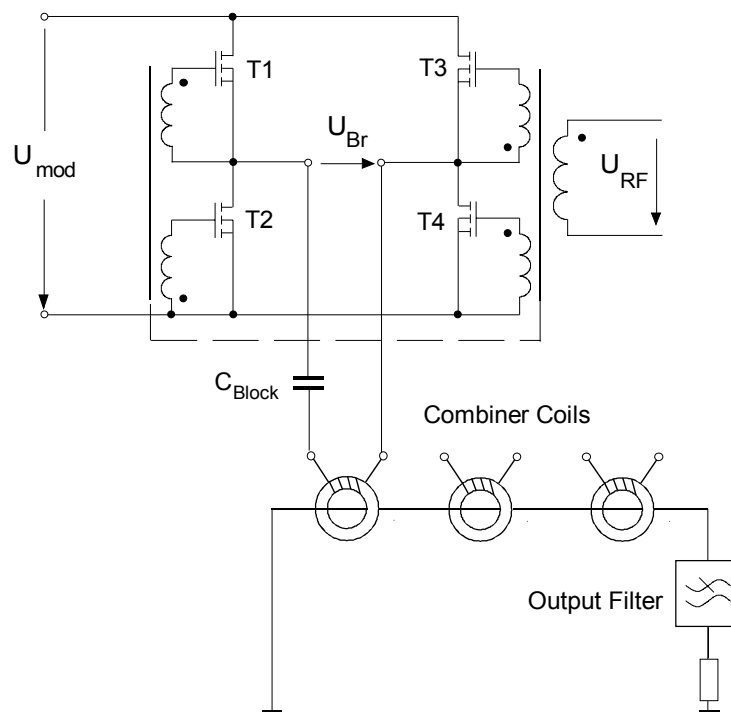 T1
T3
U_Br
U_mod
U_RF
T2
T4
C_Block
Combiner Coils
Output Filter